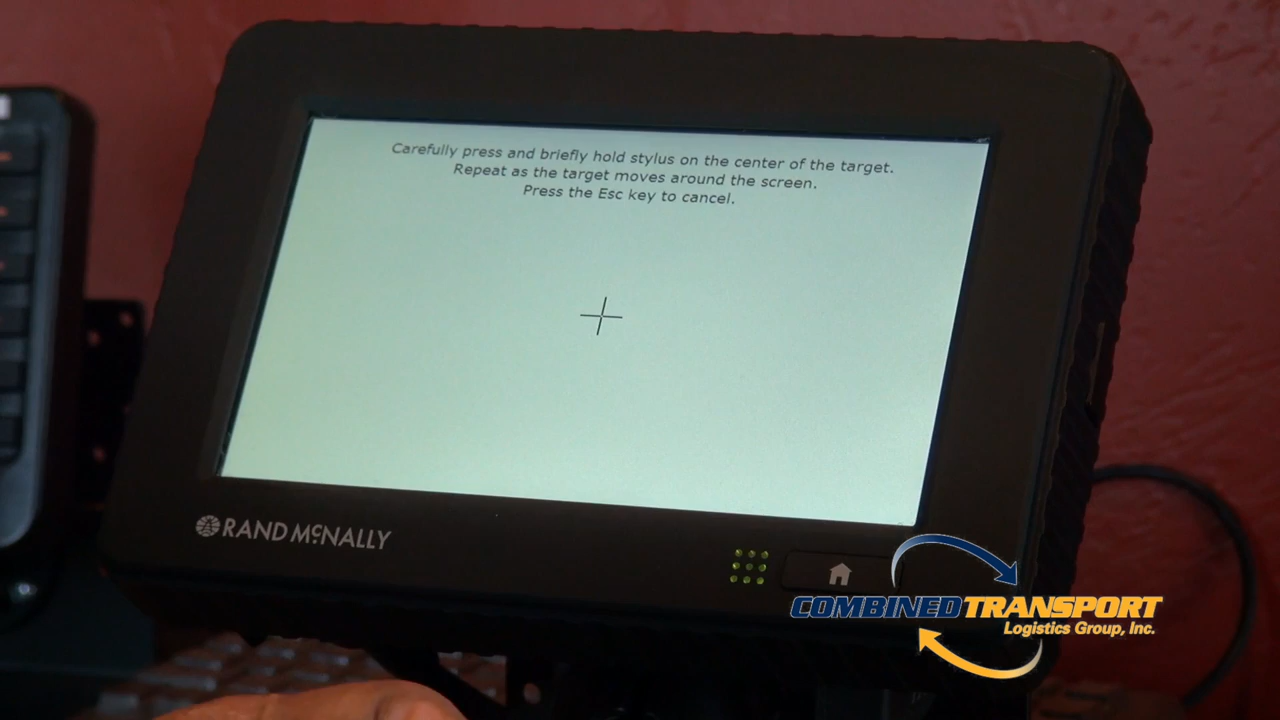 Carefully press and briefly hold stylus on the center of the target.
Repeat as the target moves around the screen.
Press the Esc key to cancel.
RAND McNALLY
COMBINED TRANSPORT
Logistics Group, Inc.